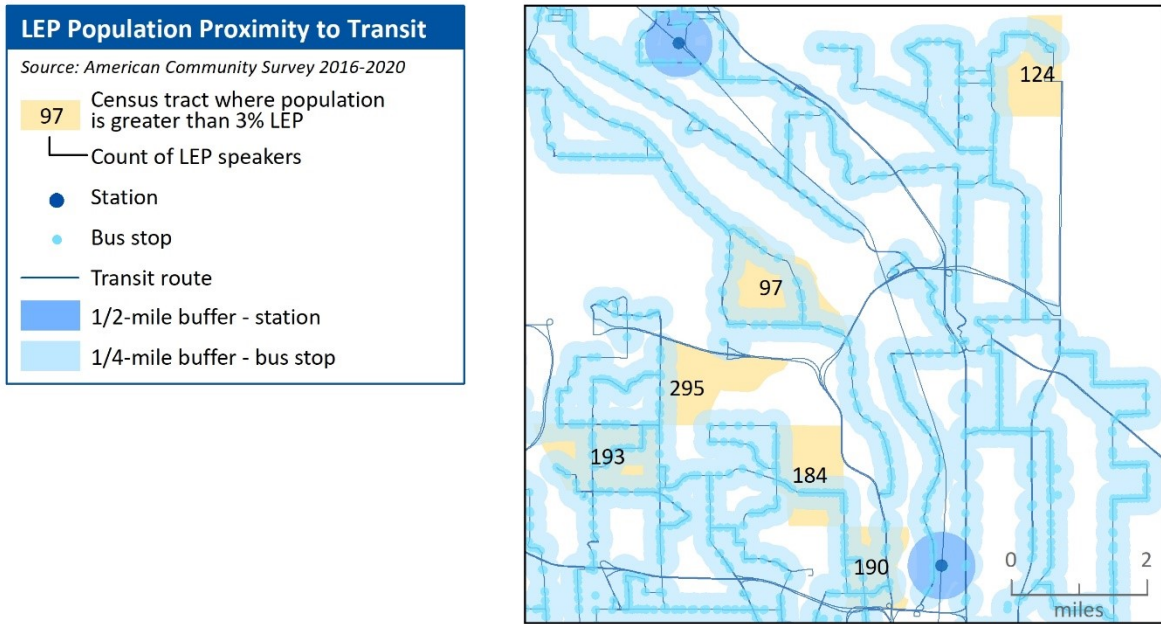 LEP Population Proximity to Transit
Source: American Community Survey 2016-2020
97
Census tract where population
is greater than 3% LEP
Count of LEP speakers
Station
Bus stop
Transit route
1/2-mile buffer - station
1/4-mile buffer - bus stop
124
97
295
193
184
190
0
2
miles